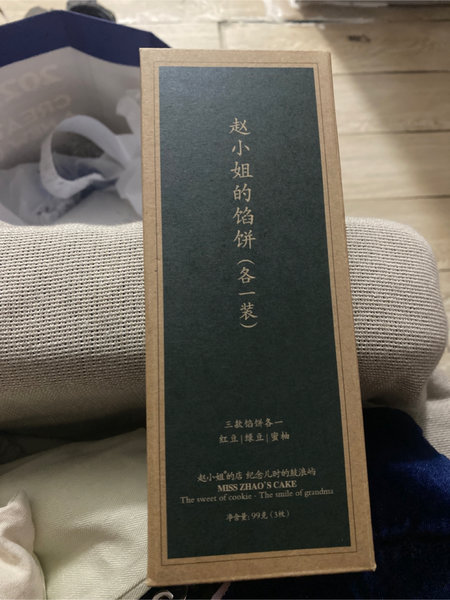 赵小姐的馅饼(各一装)
三款馅饼各一
红豆|绿豆|蜜柚
赵小姐®的店 纪念儿时的鼓浪屿
MISS ZHAO'S CAKE
The sweet of cookie · The smile of grandma
净含量: 99克 (3枚)